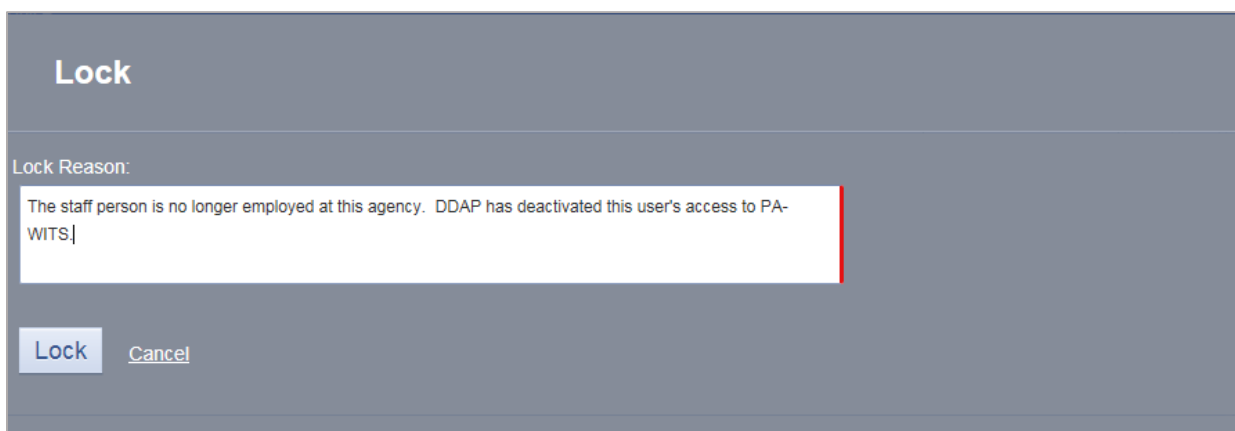 Lock
Lock Reason:
The staff person is no longer employed at this agency.  DDAP has deactivated this user's access to PA-
WITS.
Lock Cancel